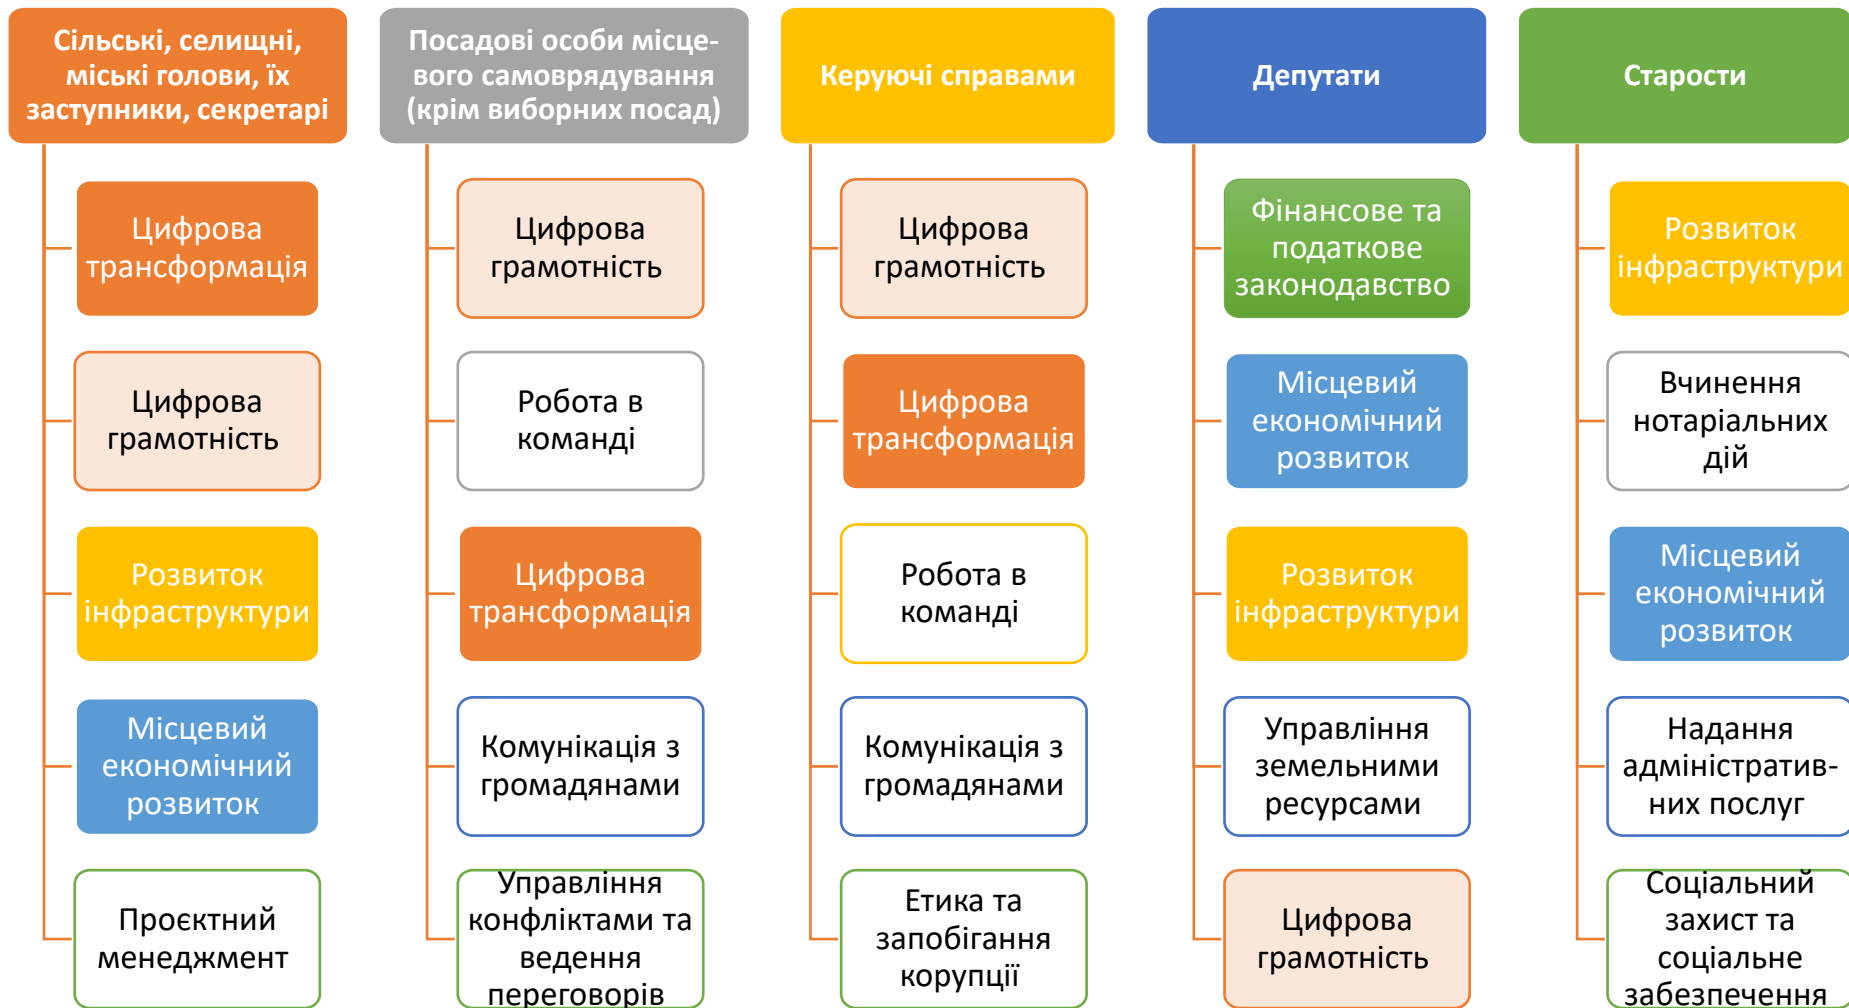 Сільські, селищні,
міські голови, їх
заступники, секретарі
Цифрова
трансформація
Цифрова
грамотність
Розвиток
інфраструктури
Місцевий
економічний
розвиток
Проєктний
менеджмент
Посадові особи місце-
вого самоврядування
(крім виборних посад)
Цифрова
грамотність
Робота в
команді
Цифрова
трансформація
Комунікація з
громадянами
Управління
конфліктами та
ведення
переговорів
Керуючі справами
Цифрова
грамотність
Цифрова
трансформація
Робота в
команді
Комунікація з
громадянами
Етика та
запобігання
корупції
Депутати
Фінансове та
податкове
законодавство
Місцевий
економічний
розвиток
Розвиток
інфраструктури
Управління
земельними
ресурсами
Цифрова
грамотність
Старости
Розвиток
інфраструктури
Вчинення
нотаріальних
дій
Місцевий
економічний
розвиток
Надання
адміністратив-
них послуг
Соціальний
захист та
соціальне
забезпечення